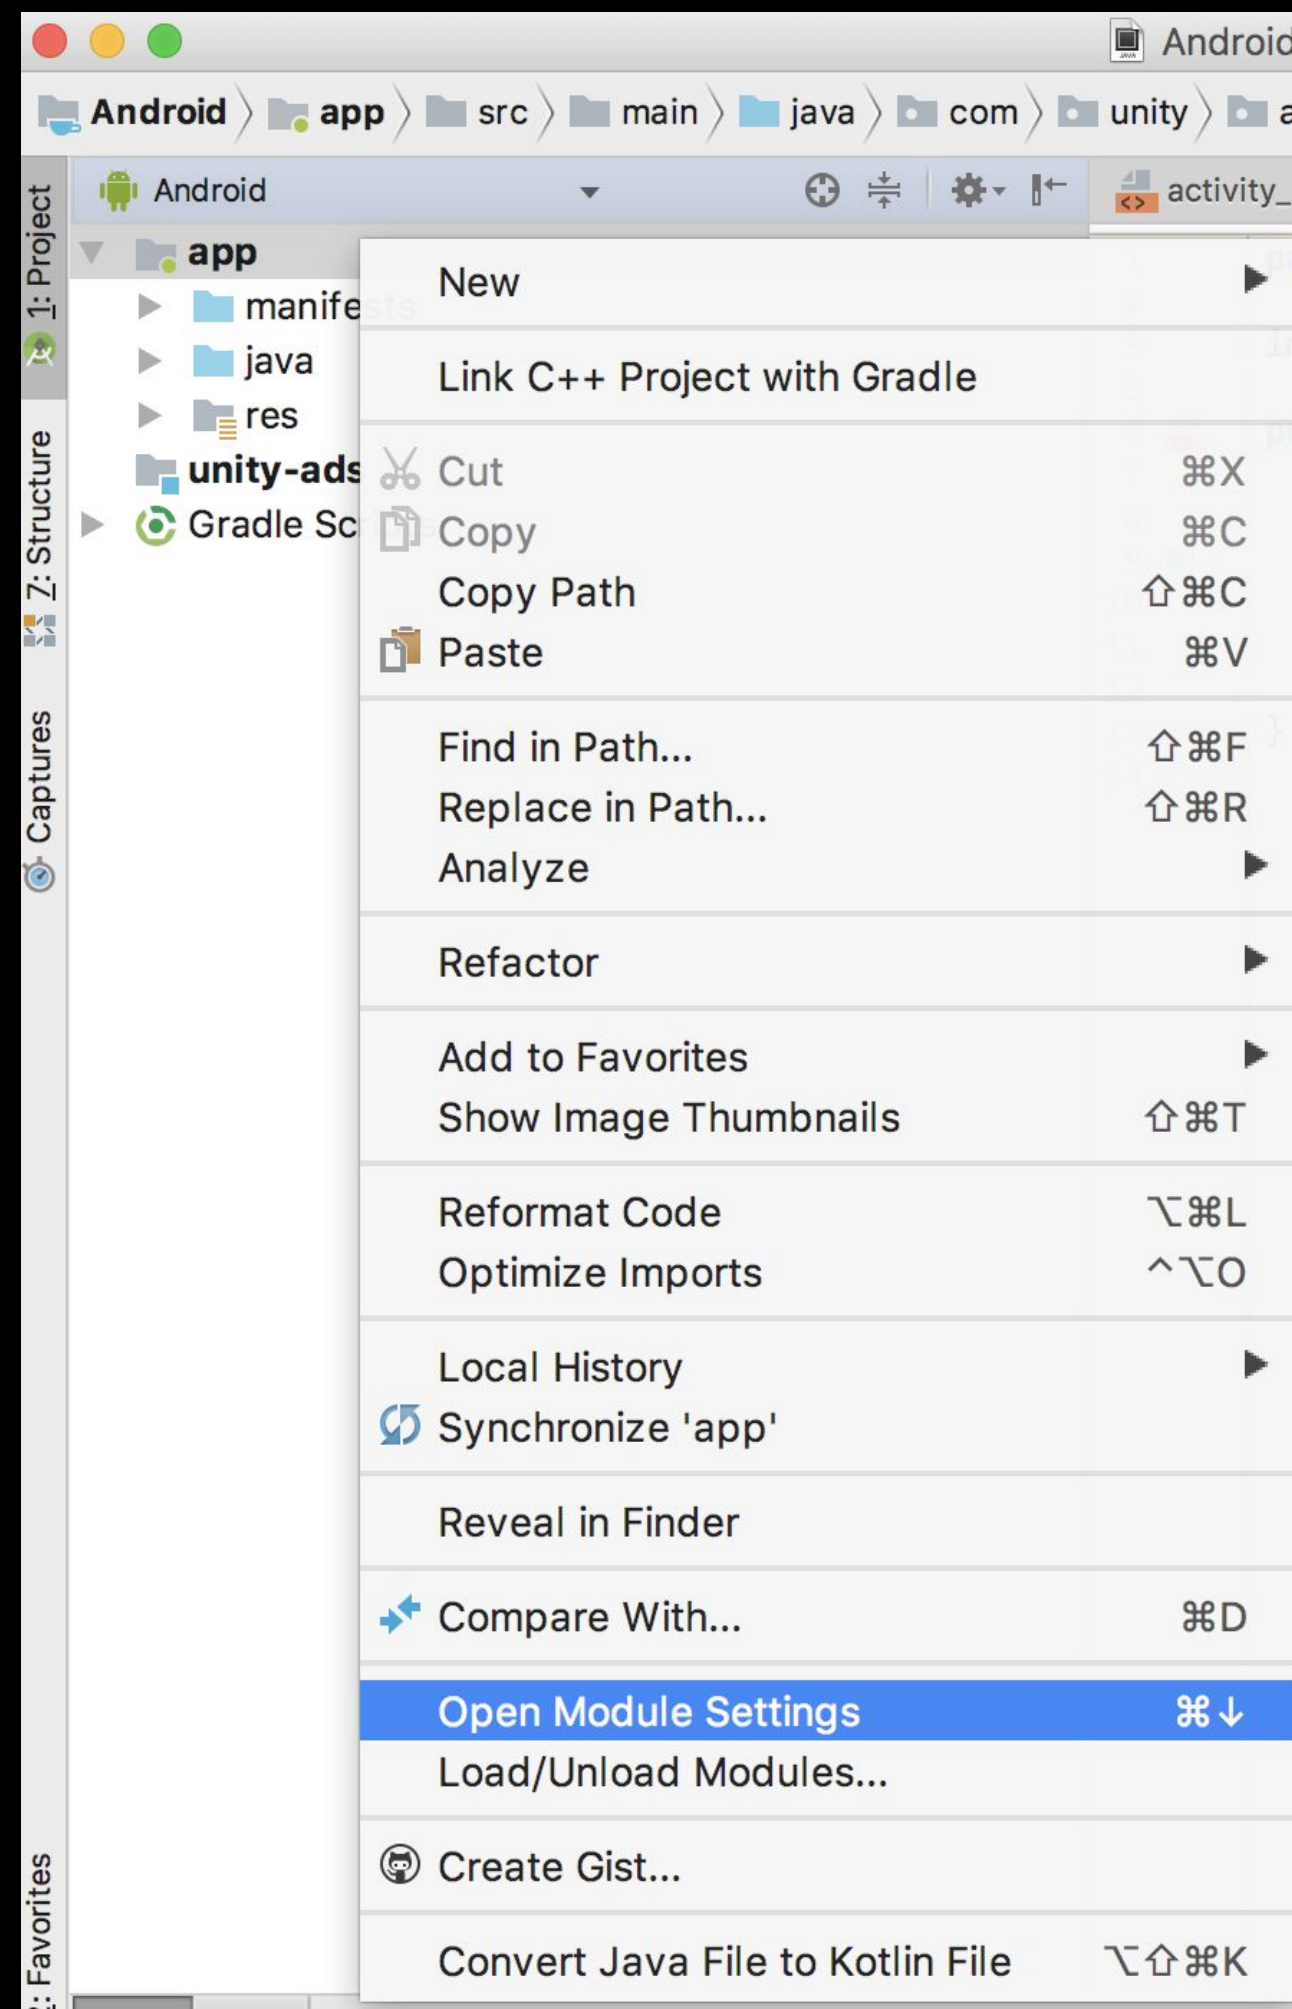 Android
Android app src main java com unity a
Android
activity_
1: Project
7: Structure
Captures
2: Favorites
app
manifests
java
res
unity-ads
Gradle Sc
New
Link C++ Project with Gradle
Cut ⌘X
Copy ⌘C
Copy Path ⇧⌘C
Paste ⌘V
Find in Path... ⇧⌘F
Replace in Path... ⇧⌘R
Analyze
Refactor
Add to Favorites
Show Image Thumbnails ⇧⌘T
Reformat Code ⌥⌘L
Optimize Imports ^⌥O
Local History
Synchronize 'app'
Reveal in Finder
Compare With... ⌘D
Open Module Settings ⌘↓
Load/Unload Modules...
Create Gist...
Convert Java File to Kotlin File ⌥⇧⌘K